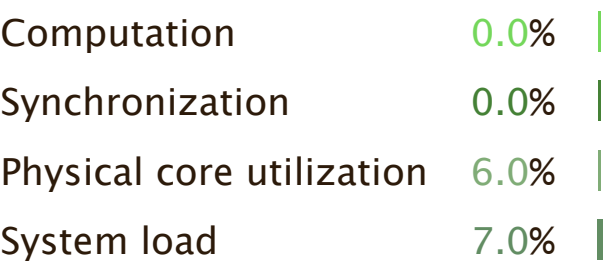 Computation 0.0%
Synchronization 0.0%
Physical core utilization 6.0%
System load 7.0%